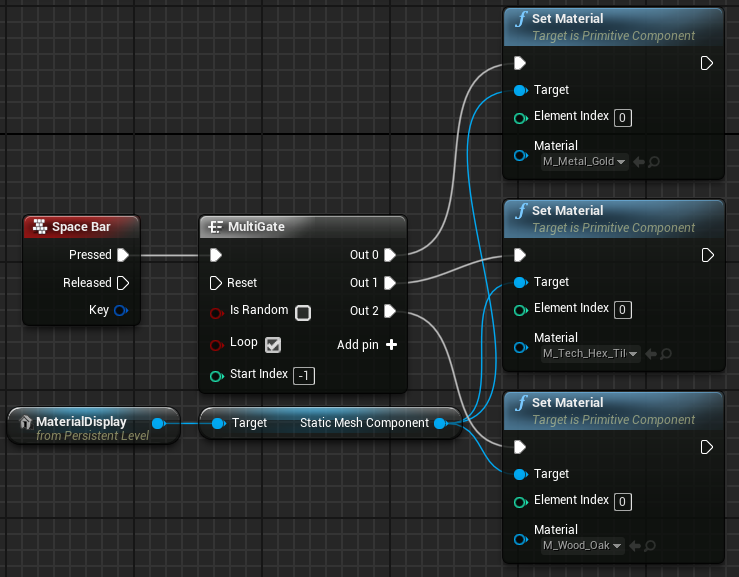 Set Material
Target is Primitive Component
Target
Element Index 0
Material
M_Metal_Gold
Set Material
Target is Primitive Component
Target
Element Index 0
Material
M_Tech_Hex_Til
Space Bar
Pressed
Released
Key
MultiGate
Out 0
Reset
Out 1
Is Random
Out 2
Loop
Add pin
Start Index -1
MaterialDisplay
from Persistent Level
Target
Static Mesh Component
Set Material
Target is Primitive Component
Target
Element Index 0
Material
M_Wood_Oak